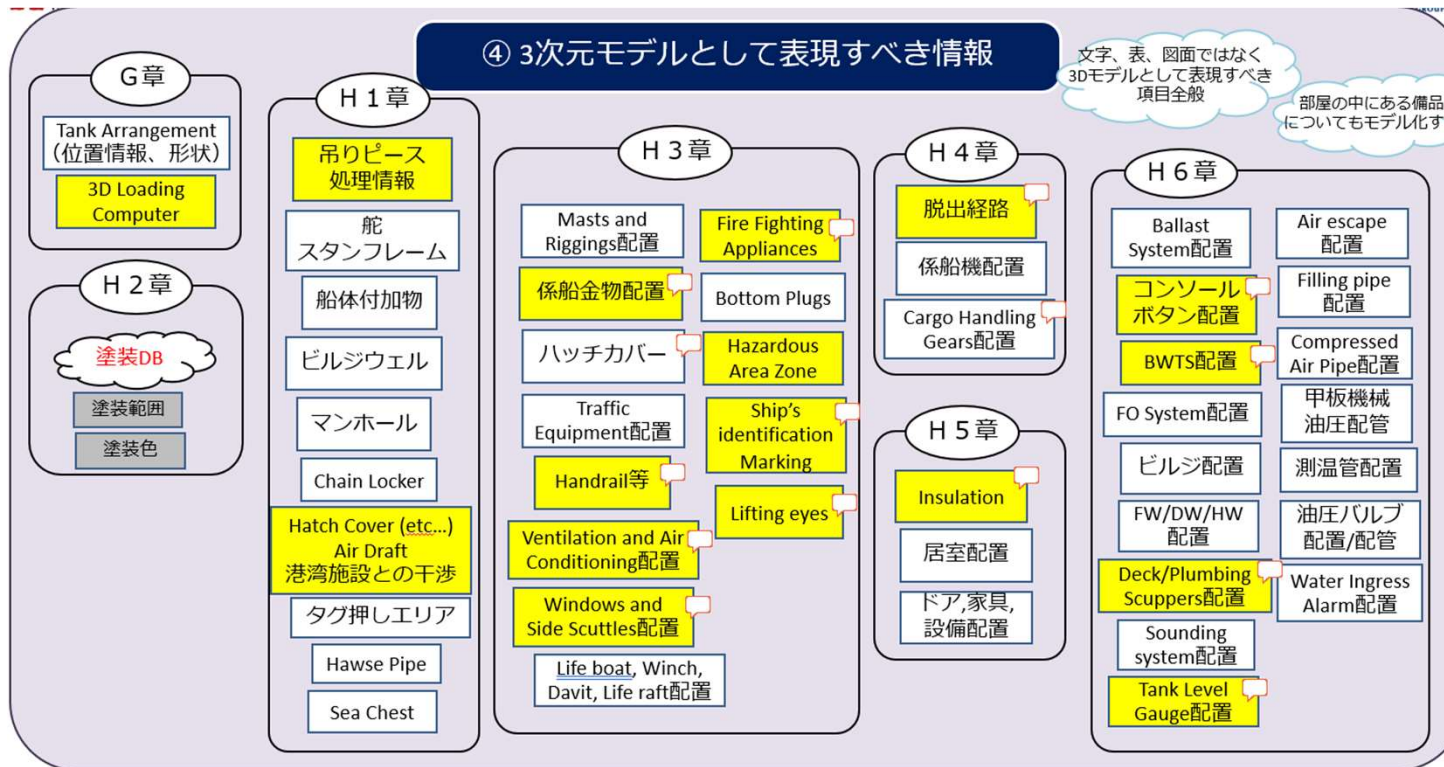 ④ 3次元モデルとして表現すべき情報
文字、表、図面ではなく
3Dモデルとして表現すべき
項目全般
部屋の中にある備品
についてもモデル化す
G章
Tank Arrangement
（位置情報、形状）
3D Loading
Computer
H２章
塗装DB
塗装範囲
塗装色
H１章
吊りピース
処理情報
舵
スタンフレーム
船体付加物
ビルジウェル
マンホール
Chain Locker
Hatch Cover (etc…)
Air Draft
港湾施設との干渉
タグ押しエリア
Hawse Pipe
Sea Chest
H３章
Masts and
Riggings配置
係船金物配置
ハッチカバー
Traffic
Equipment配置
Handrail等
Ventilation and Air
Conditioning配置
Windows and
Side Scuttles配置
Life boat, Winch,
Davit, Life raft配置
Fire Fighting
Appliances
Bottom Plugs
Hazardous
Area Zone
Ship's
identification
Marking
Lifting eyes
H４章
脱出経路
係船機配置
Cargo Handling
Gears配置
H５章
Insulation
居室配置
ドア,家具,
設備配置
H６章
Ballast
System配置
コンソール
ボタン配置
BWTS配置
FO System配置
ビルジ配置
FW/DW/HW
配置
Deck/Plumbing
Scuppers配置
Sounding
system配置
Tank Level
Gauge配置
Air escape
配置
Filling pipe
配置
Compressed
Air Pipe配置
甲板機械
油圧配管
測温管配置
油圧バルブ
配置/配管
Water Ingress
Alarm配置